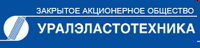 ЗАКРЫТОЕ АКЦИОНЕРНОЕ ОБЩЕСТВО
УРАЛЭЛАСТОТЕХНИКА